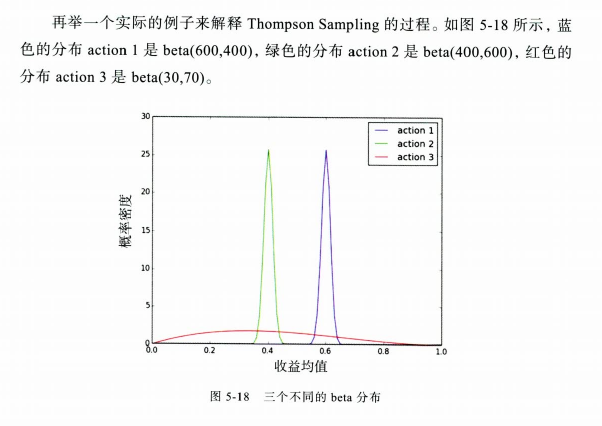 再举一个实际的例子来解释 Thompson Sampling 的过程。如图 5-18 所示，蓝
色的分布 action 1 是 beta(600,400)，绿色的分布 action 2 是 beta(400,600)，红色的
分布 action 3 是 beta(30,70)。
30
25
20
15
10
5
0
概率密度
action 1
action 2
action 3
0.0 0.2 0.4 0.6 0.8 1.0
收益均值
图 5-18 三个不同的 beta 分布